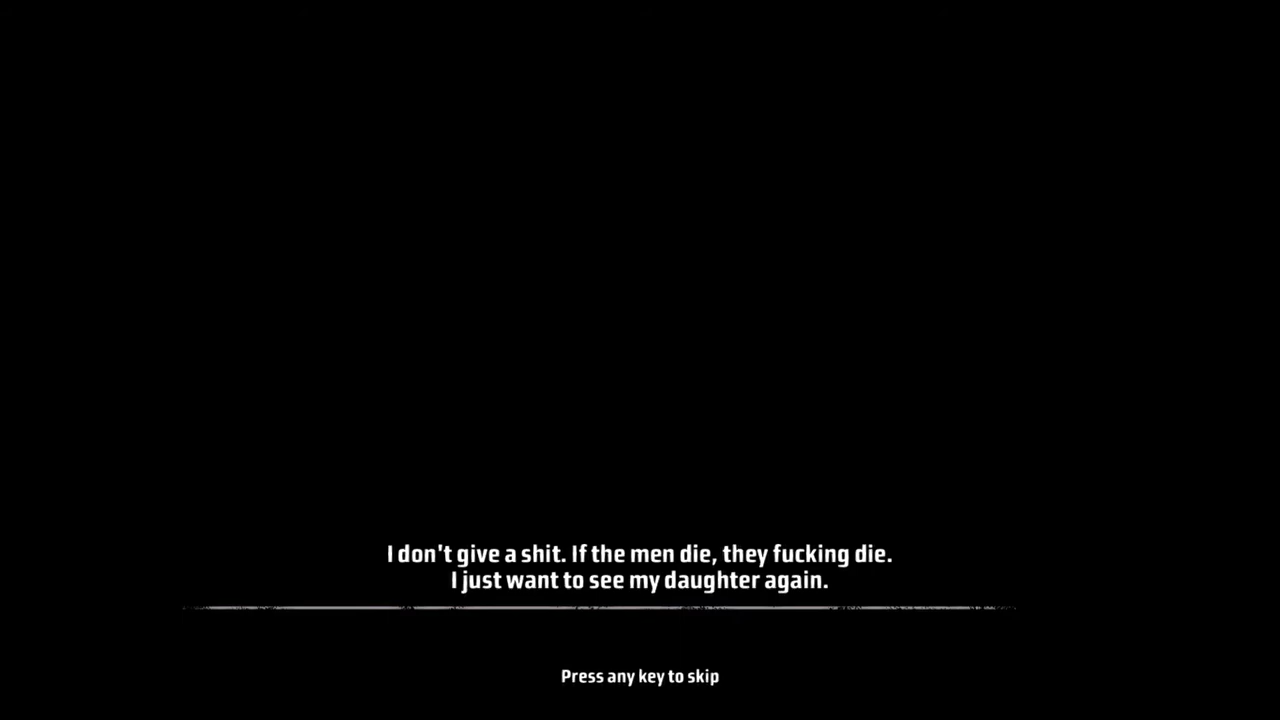 I don't give a shit. If the men die, they fucking die.
I just want to see my daughter again.
Press any key to skip